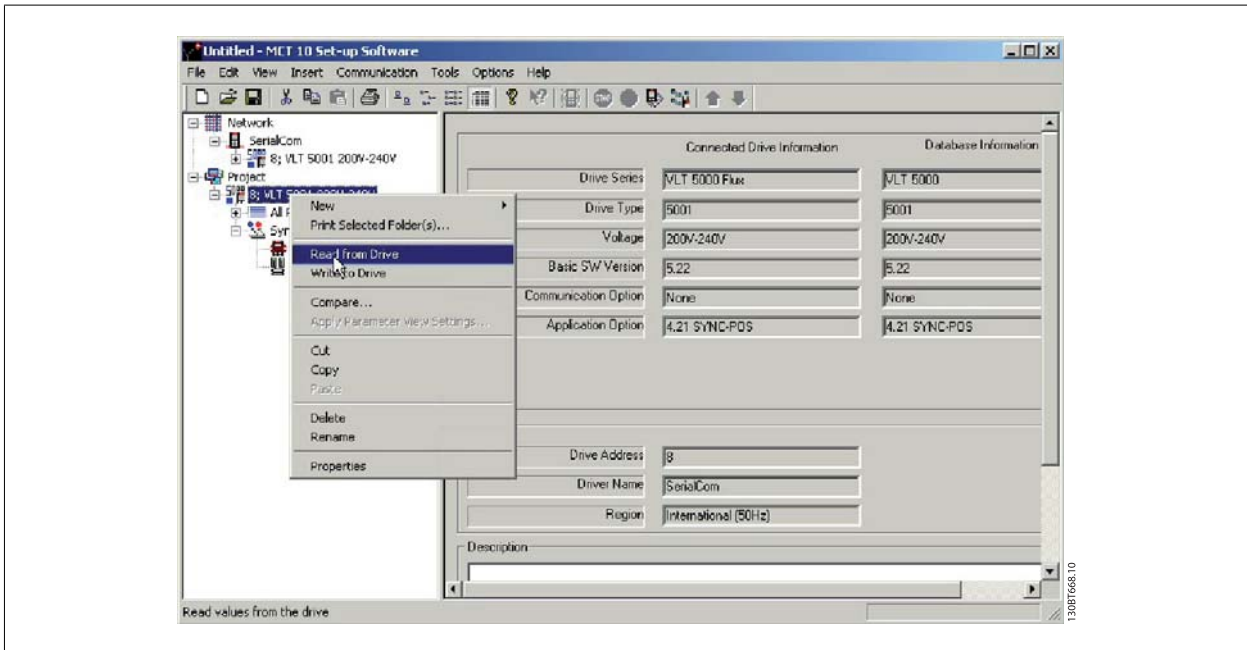 Untitled - MCT 10 Set-up Software
File Edit View Insert Communication Tools Options Help
Network
SerialCom
8; VLT 5001 200V-240V
Project
8; VLT 5001 200V-240V
All
Syn
New
Print Selected Folder(s)...
Read from Drive
Write to Drive
Compare...
Apply Parameter View Settings...
Cut
Copy
Paste
Delete
Rename
Properties
Connected Drive Information Database Information
Drive Series VLT 5000 Flux VLT 5000
Drive Type 5001 5001
Voltage 200V-240V 200V-240V
Basic SW Version 5.22 5.22
Communication Option None None
Application Option 4.21 SYNC-POS 4.21 SYNC-POS
Drive Address 8
Driver Name SerialCom
Region International (50Hz)
Description
Read values from the drive
130BT668.10